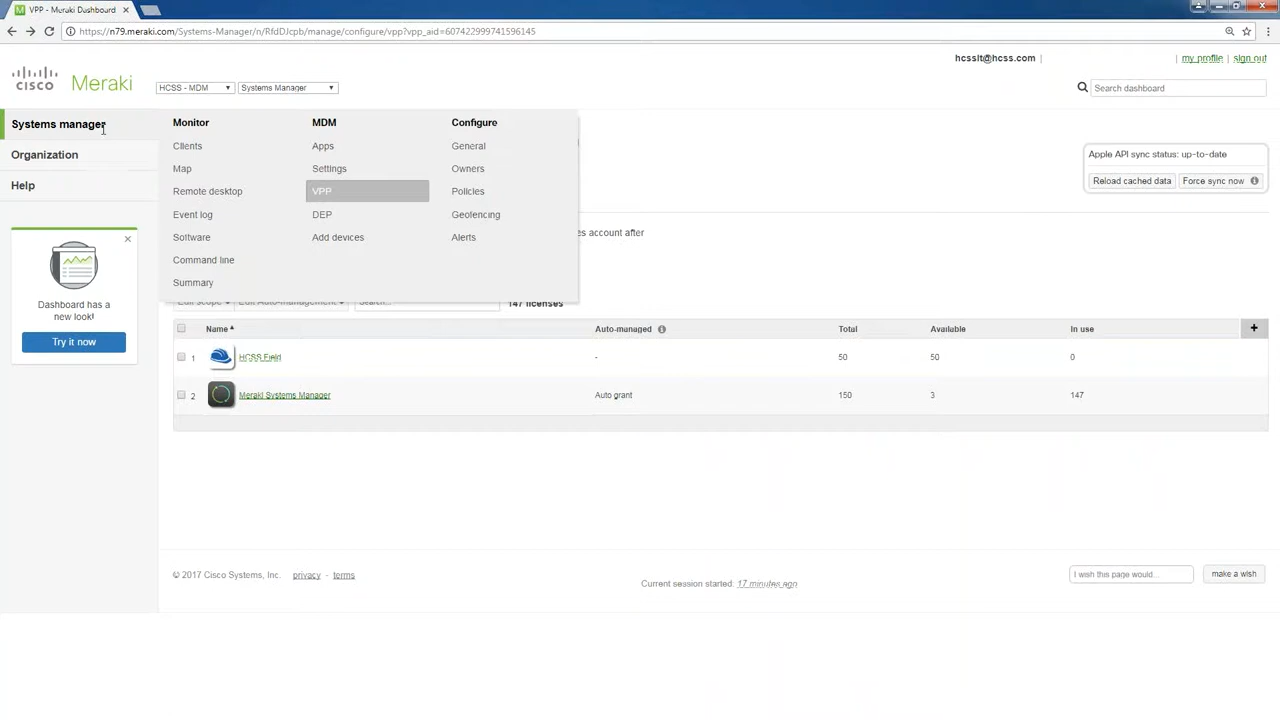 VPP - Meraki Dashboard
https://n79.meraki.com/Systems-Manager/n/RfdDJcpb/manage/configure/vpp?vpp_aid=607422999741596145
hcssit@hcss.com
my profile
sign out
cisco Meraki
HCSS - MDM
Systems Manager
Search dashboard
Systems manager
Organization
Help
Monitor
Clients
Map
Remote desktop
Event log
Software
Command line
Summary
MDM
Apps
Settings
VPP
DEP
Add devices
Configure
General
Owners
Policies
Geofencing
Alerts
Apple API sync status: up-to-date
Reload cached data
Force sync now
es account after
Dashboard has a
new look!
Try it now
Edit scope
Edit Auto-management
Search...
147 licenses
Name
Auto-managed
Total
Available
In use
+
1 HCSS Field - 50 50 0
2 Meraki Systems Manager Auto grant 150 3 147
© 2017 Cisco Systems, Inc. privacy - terms
Current session started: 17 minutes ago
I wish this page would...
make a wish